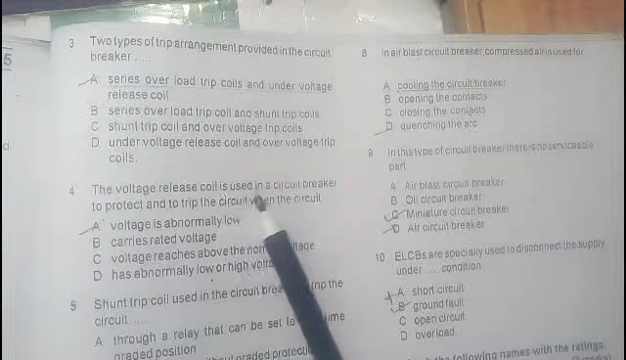 3 Two types of trip arrangement provided in the circuit
breaker .....
A series over load trip coils and under voltage
release coil
B series over load trip coil and shunt trip coils
C shunt trip coil and over voltage trip coils
D under voltage release coil and over voltage trip
coils.
4 The voltage release coil is used in a circuit breaker
to protect and to trip the circuit when the circuit
A voltage is abnormally low
B carries rated voltage
C voltage reaches above the
D has abnormally low or high
5 Shunt trip coil used in the circuit trip the
circuit .....
A through a relay that can be set to
graded position
8 In air blast circuit breaker, compressed air is used for
A cooling the circuit breaker
B opening the contacts
C closing the contacts
D quenching the arc
9 In this type of circuit breaker there is no serviceable
part
A Air blast circuit breaker
B Oil circuit breaker
C Miniature circuit breaker
D Air circuit breaker
10 ELCBs are specially used to disconnect the supply
under ..... condition.
A short circuit
B ground fault
C open circuit
D overload
the following names with the ratings: